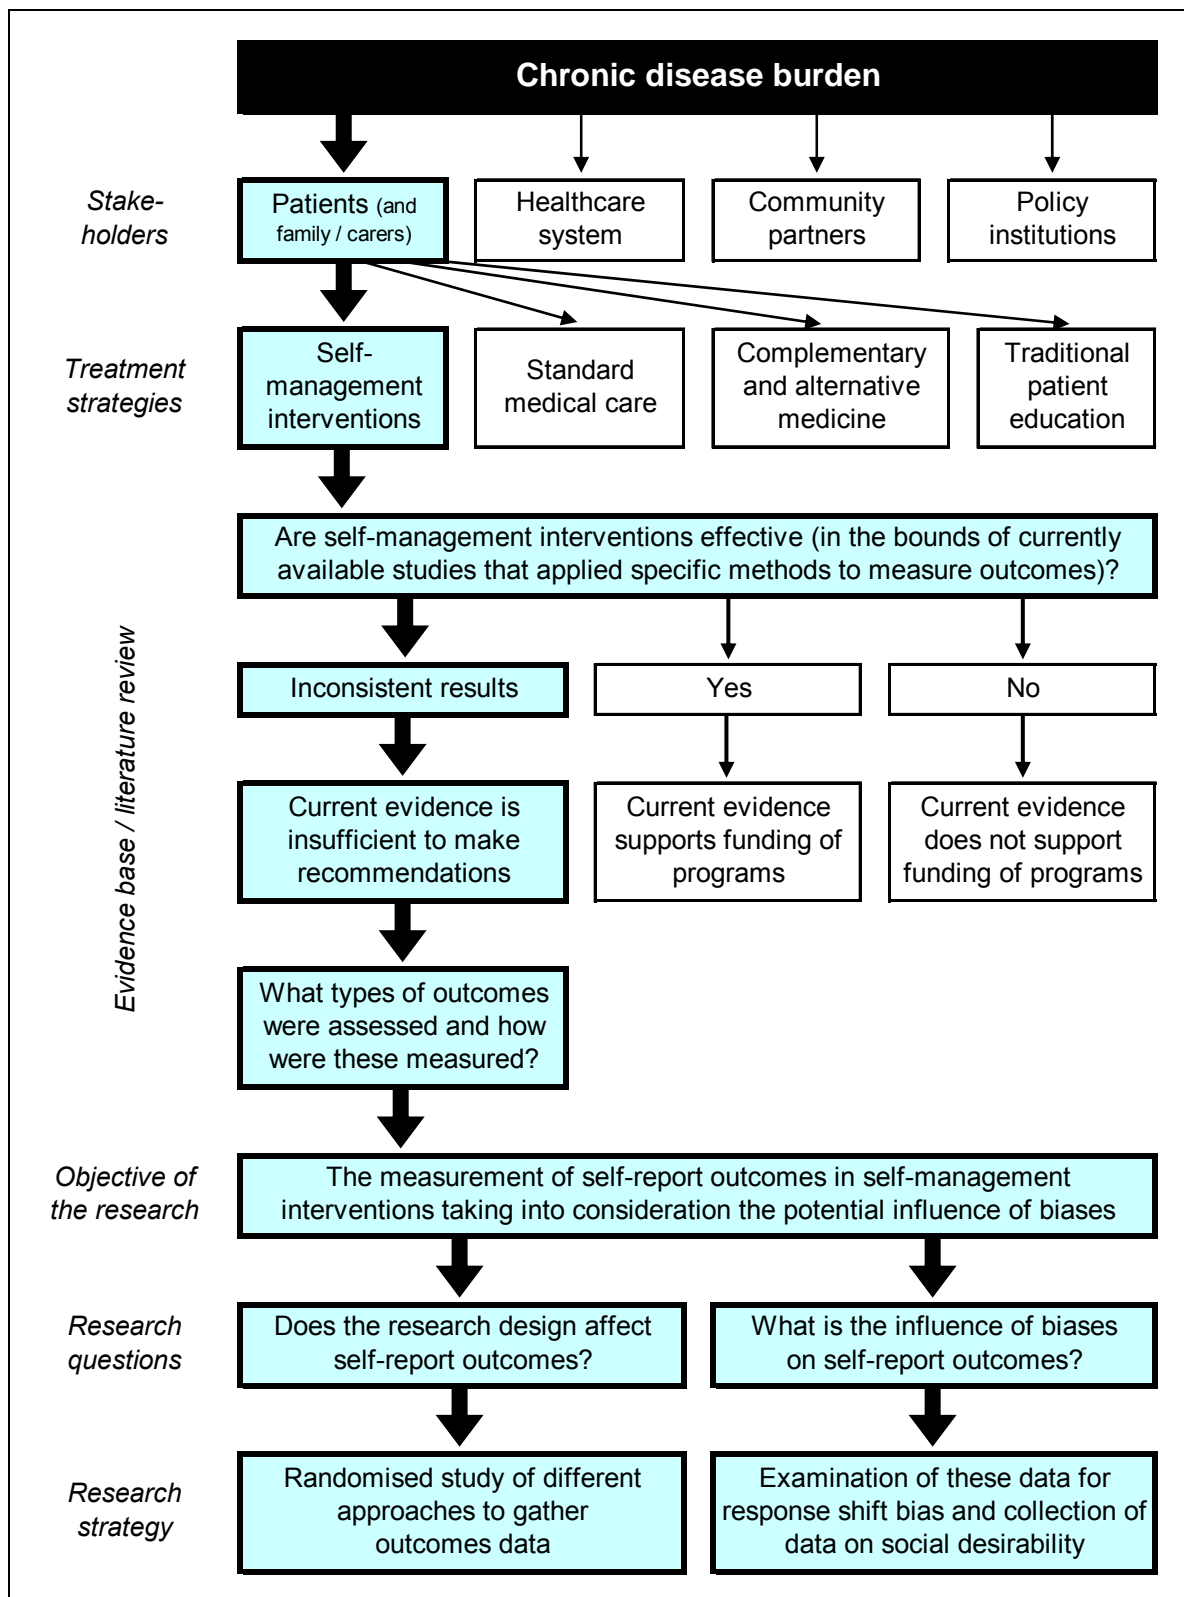 Chronic disease burden
Stake-
holders
Patients (and
family / carers)
Healthcare
system
Community
partners
Policy
institutions
Treatment
strategies
Self-
management
interventions
Standard
medical care
Complementary
and alternative
medicine
Traditional
patient
education
Evidence base / literature review
Are self-management interventions effective (in the bounds of currently
available studies that applied specific methods to measure outcomes)?
Inconsistent results
Yes
No
Current evidence is
insufficient to make
recommendations
Current evidence
supports funding of
programs
Current evidence
does not support
funding of programs
What types of outcomes
were assessed and how
were these measured?
Objective of
the research
The measurement of self-report outcomes in self-management
interventions taking into consideration the potential influence of biases
Research
questions
Does the research design affect
self-report outcomes?
What is the influence of biases
on self-report outcomes?
Research
strategy
Randomised study of different
approaches to gather
outcomes data
Examination of these data for
response shift bias and collection of
data on social desirability